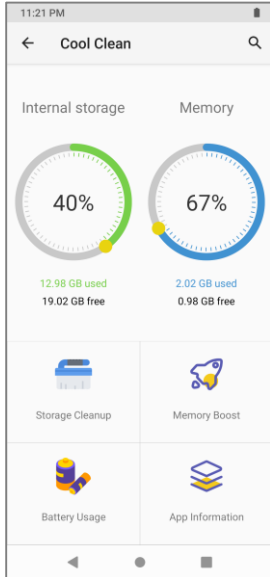 11:21 PM
Cool Clean
Internal storage
Memory
40%
67%
12.98 GB used
2.02 GB used
19.02 GB free
0.98 GB free
Storage Cleanup
Memory Boost
Battery Usage
App Information